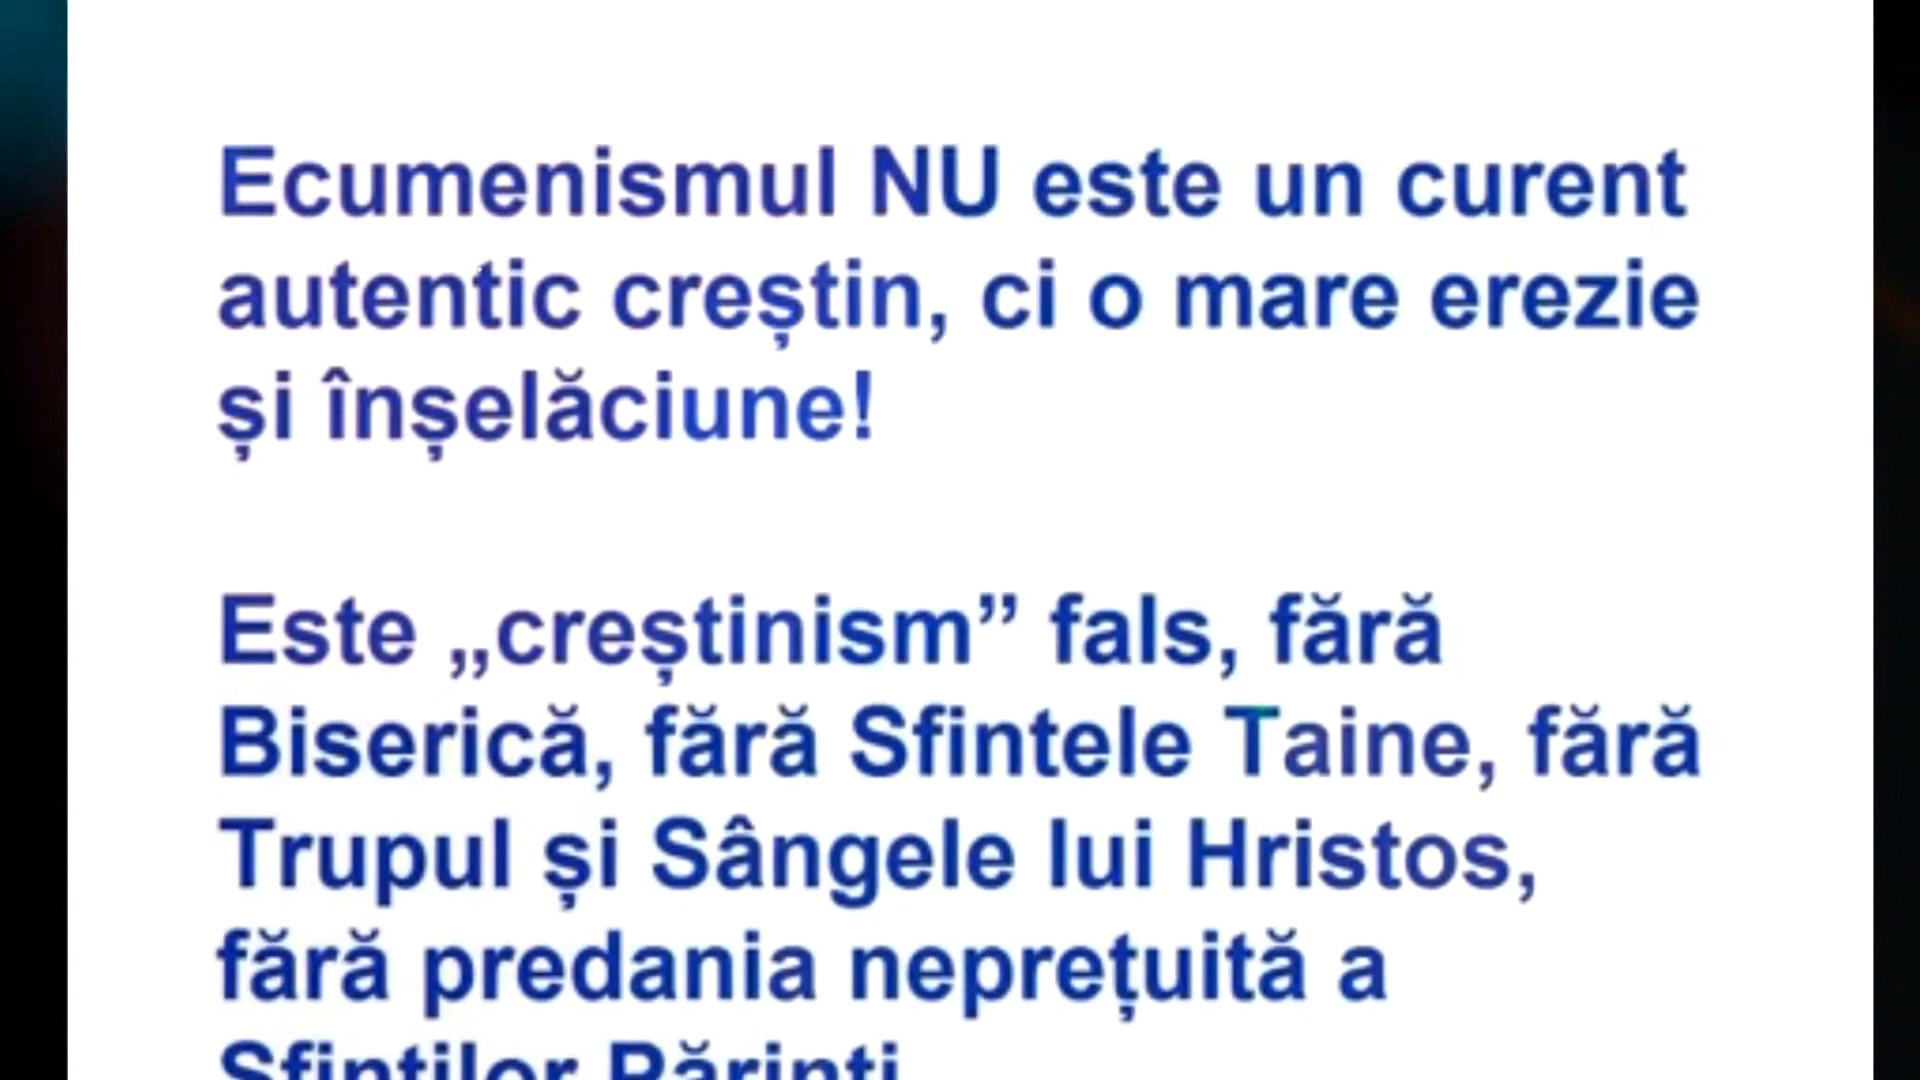 Ecumenismul NU este un curent
autentic creștin, ci o mare erezie
și înșelăciune!
Este „creștinism” fals, fără
Biserică, fără Sfintele Taine, fără
Trupul și Sângele lui Hristos,
fără predania neprețuită a
Sfinților Părinți